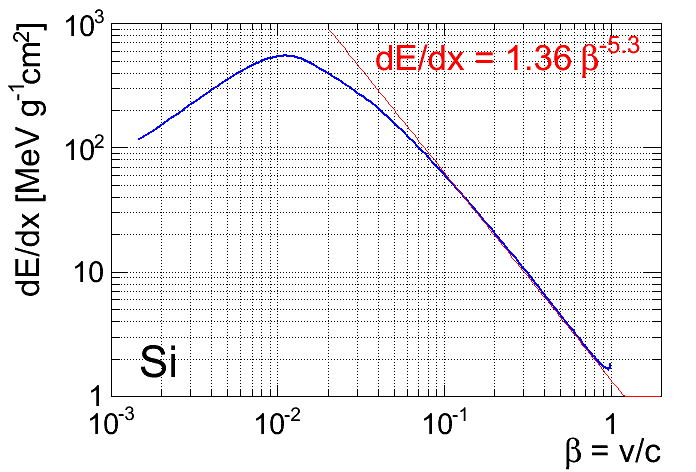 10³
dE/dx = 1.36 β⁻⁵·³
10²
dE/dx [MeV g⁻¹cm²]
10
Si
1
10⁻³ 10⁻² 10⁻¹ 1
β = v/c